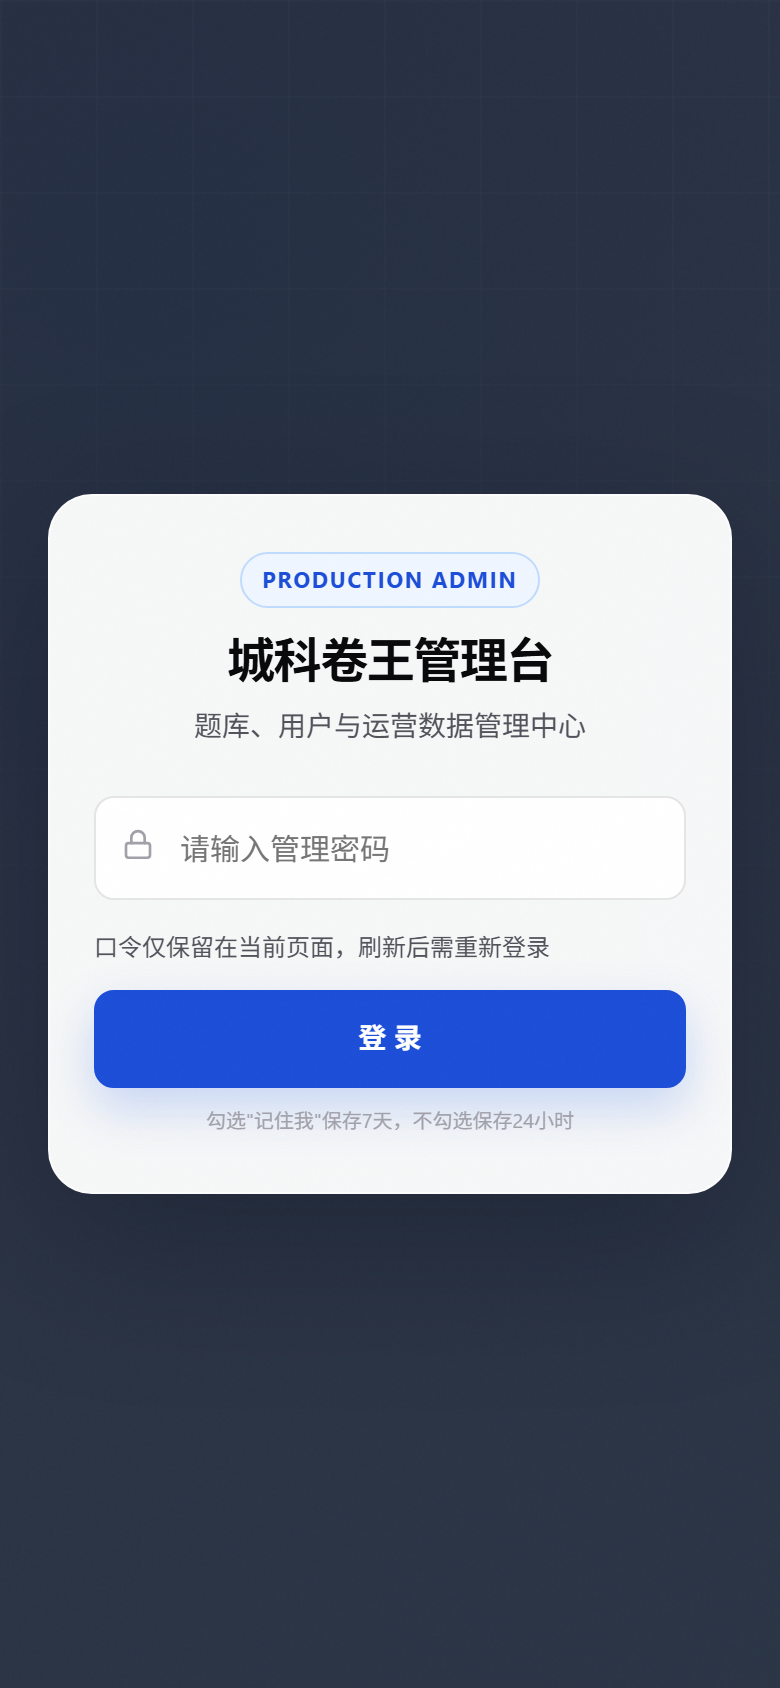 PRODUCTION ADMIN
城科卷王管理台
题库、用户与运营数据管理中心
请输入管理密码
口令仅保留在当前页面，刷新后需重新登录
登 录
勾选"记住我"保存7天，不勾选保存24小时